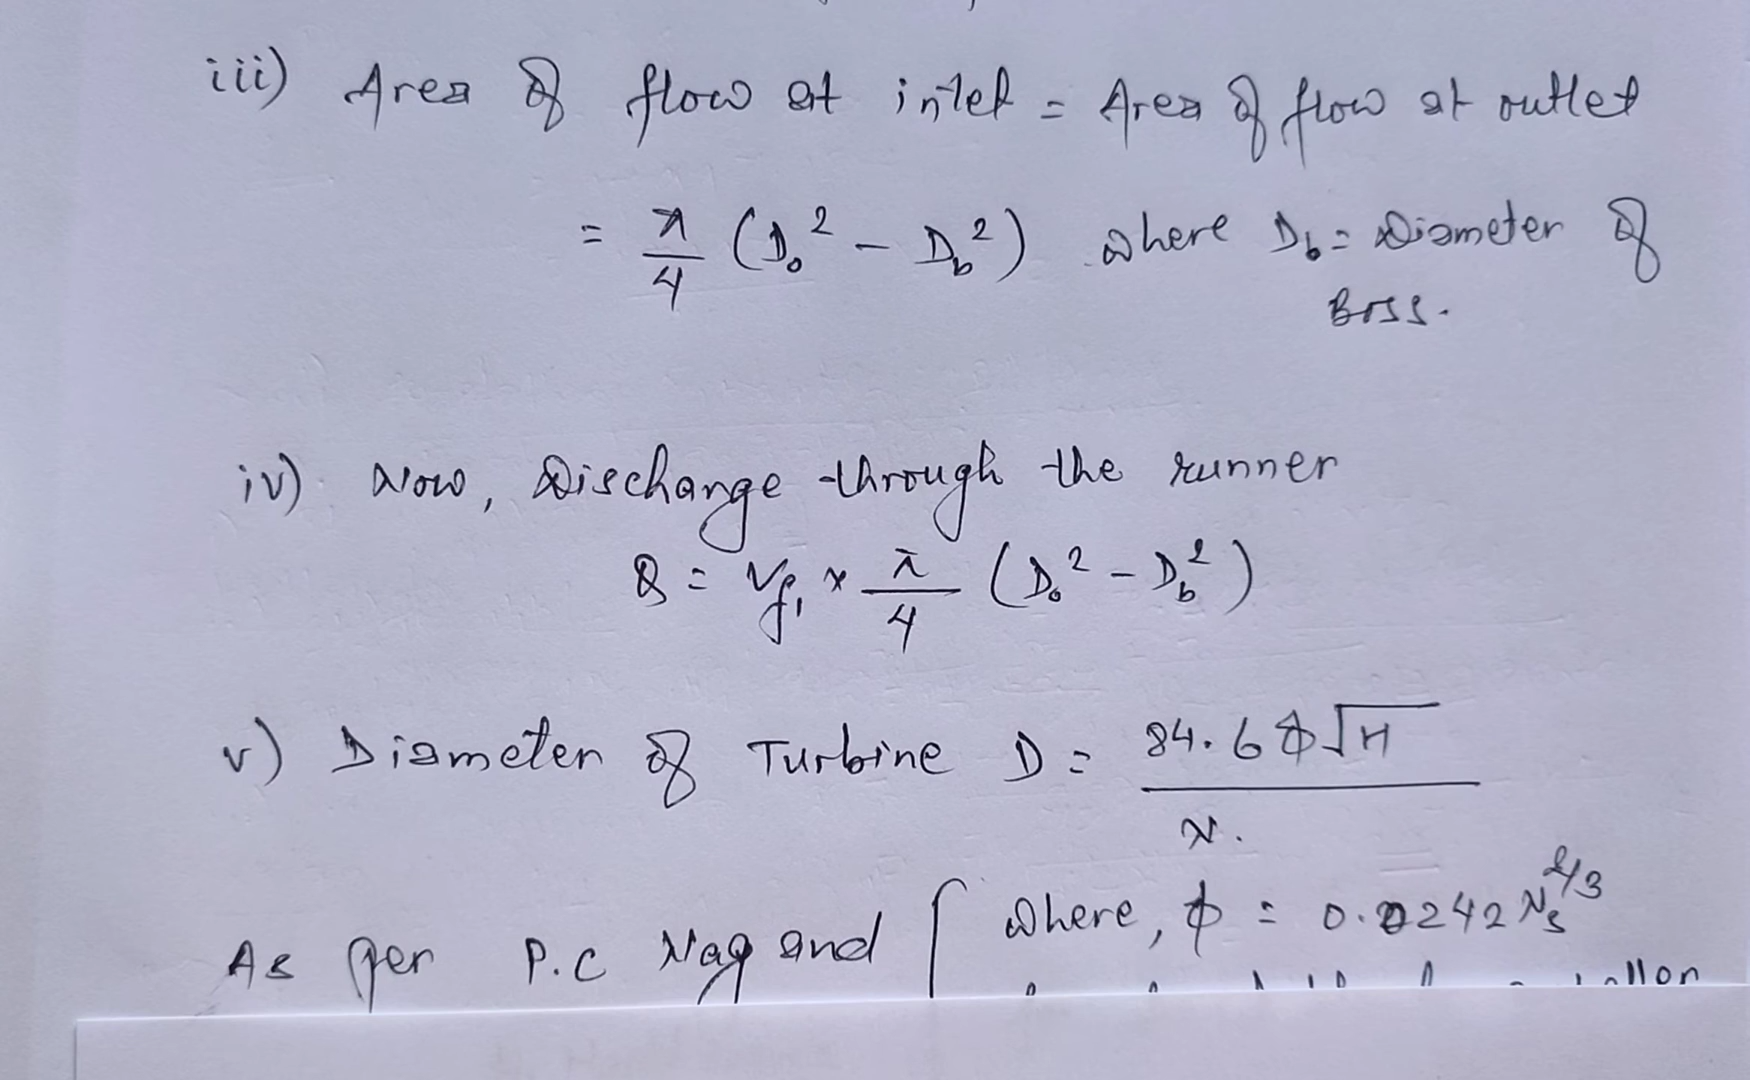 iii) Area of flow at inlet = Area of flow at outlet
= π/4 (D₀² - D_b²) where D_b = Diameter of
Boss.
iv) Now, Discharge through the runner
Q = V_f₁ × π/4 (D₀² - D_b²)
v) Diameter of Turbine D = 84.6 ϕ √H / N.
As per P.C Nag and { where, ϕ = 0.0242 N_s^2/3